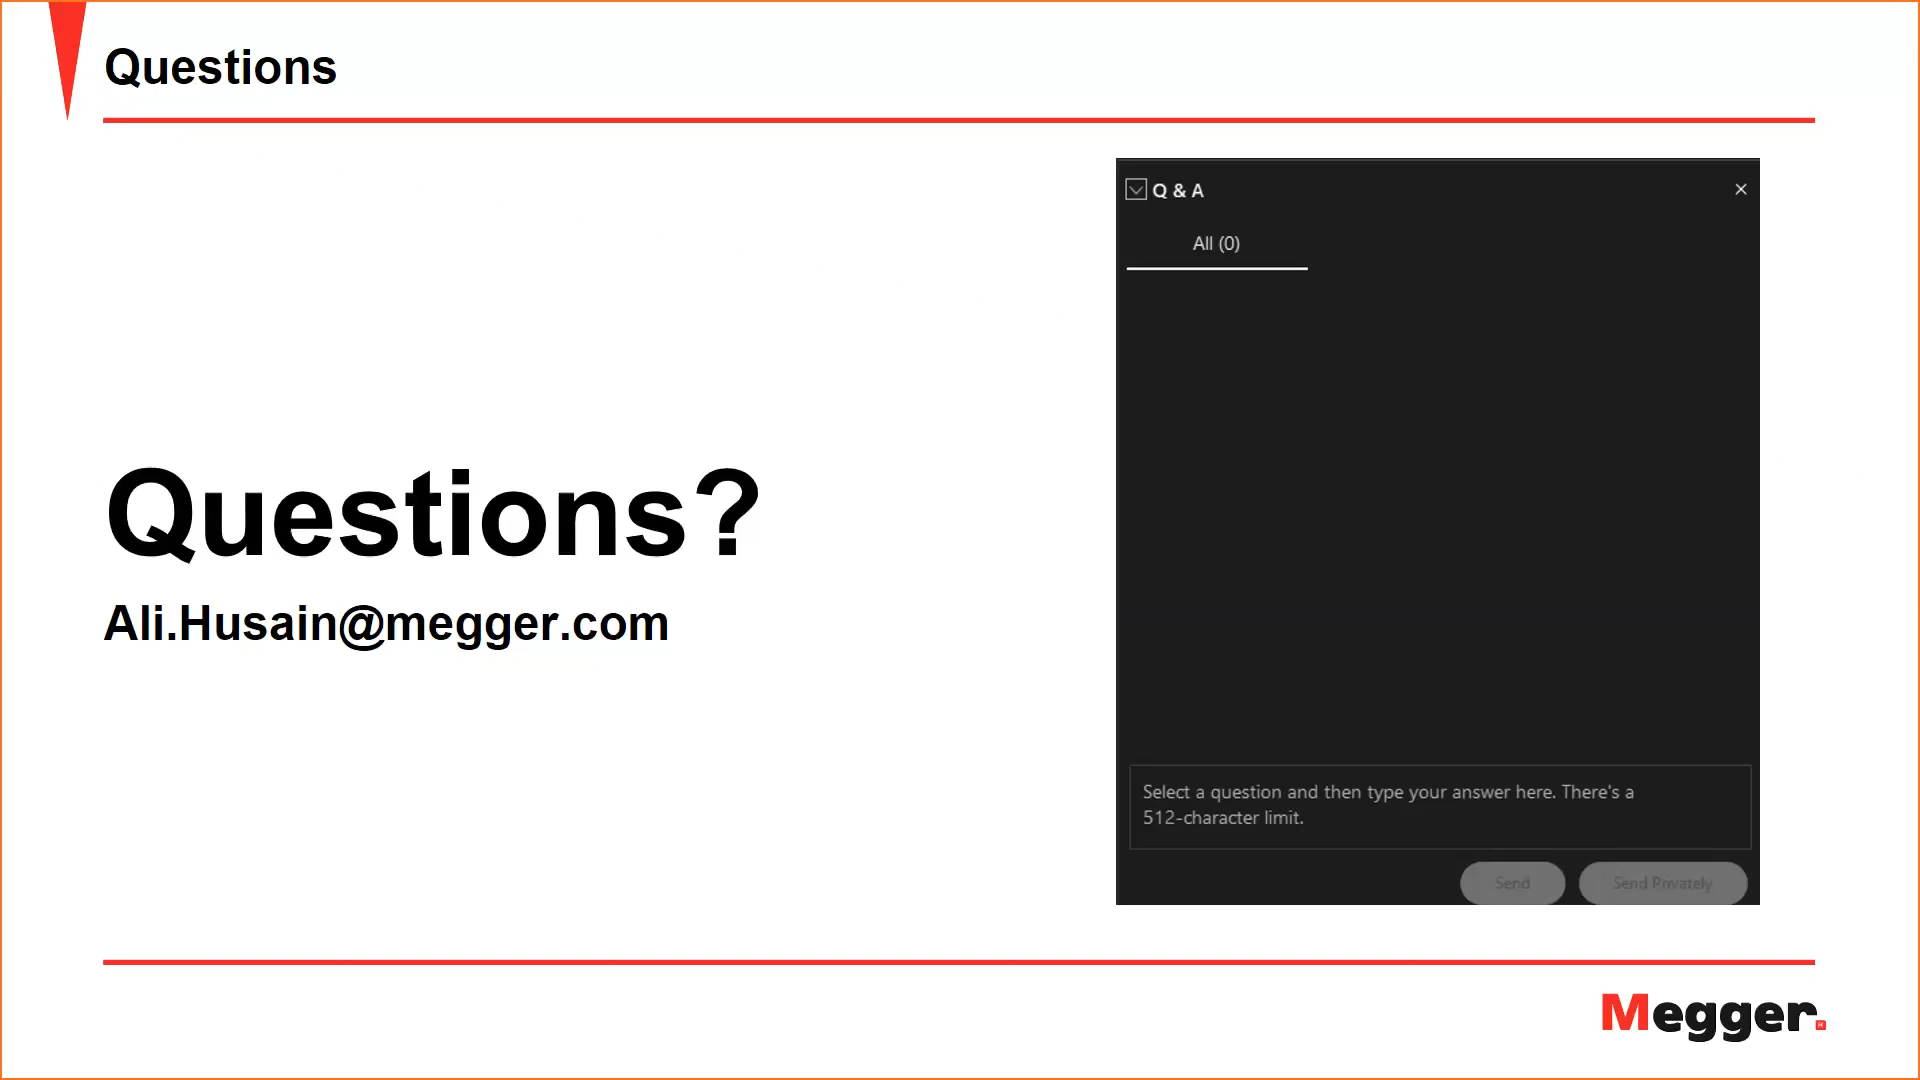 Questions
Questions?
Ali.Husain@megger.com
Q & A
All (0)
Select a question and then type your answer here. There's a
512-character limit.
Send
Send Privately
Megger.